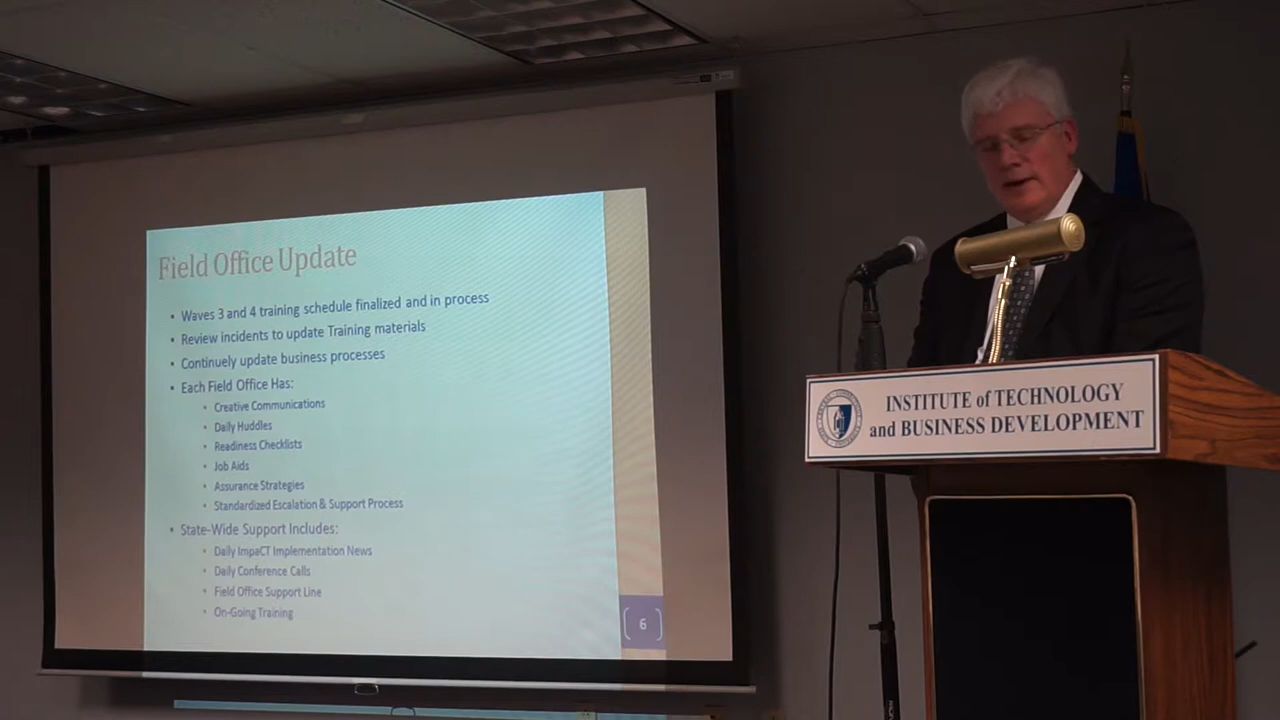 Field Office Update
• Waves 3 and 4 training schedule finalized and in process
• Review incidents to update Training materials
• Continuely update business processes
• Each Field Office Has:
• Creative Communications
• Daily Huddles
• Readiness Checklists
• Job Aids
• Assurance Strategies
• Standardized Escalation & Support Process
• State-Wide Support Includes:
• Daily ImpaCT Implementation News
• Daily Conference Calls
• Field Office Support Line
• On-Going Training
6
INSTITUTE of TECHNOLOGY
and BUSINESS DEVELOPMENT